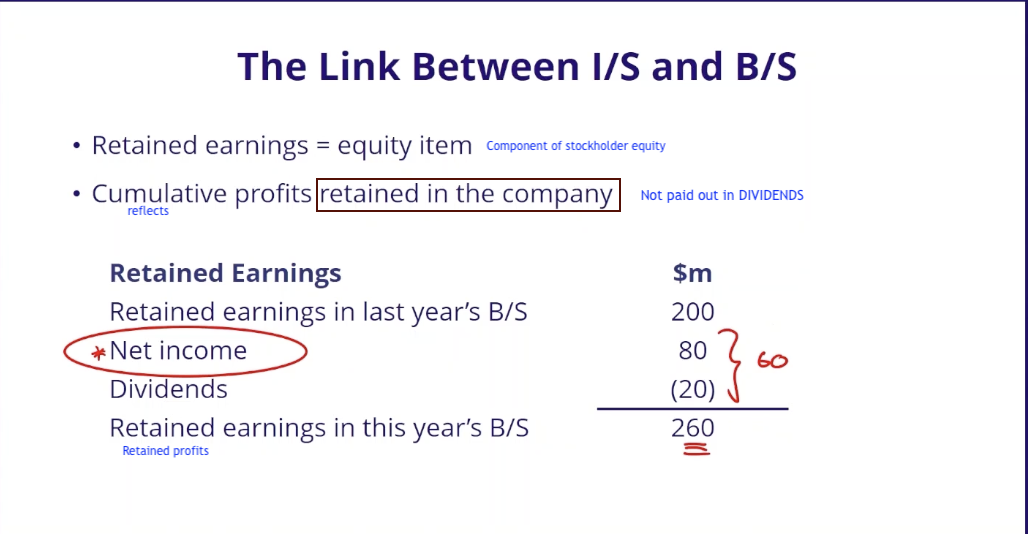 The Link Between I/S and B/S
• Retained earnings = equity item Component of stockholder equity
• Cumulative profits retained in the company Not paid out in DIVIDENDS
reflects
Retained Earnings $m
Retained earnings in last year's B/S 200
*Net income 80
60
Dividends (20)
Retained earnings in this year's B/S 260
Retained profits